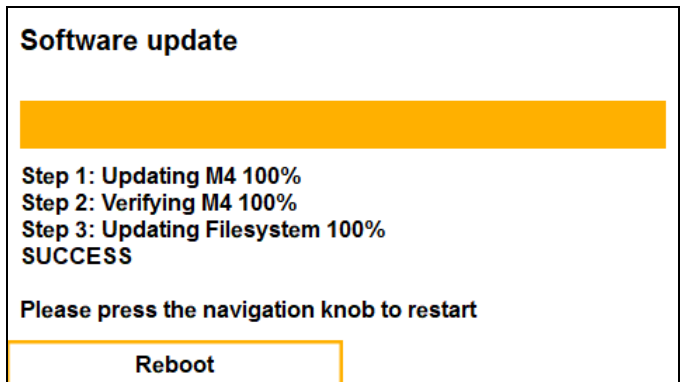 Software update
Step 1: Updating M4 100%
Step 2: Verifying M4 100%
Step 3: Updating Filesystem 100%
SUCCESS
Please press the navigation knob to restart
Reboot